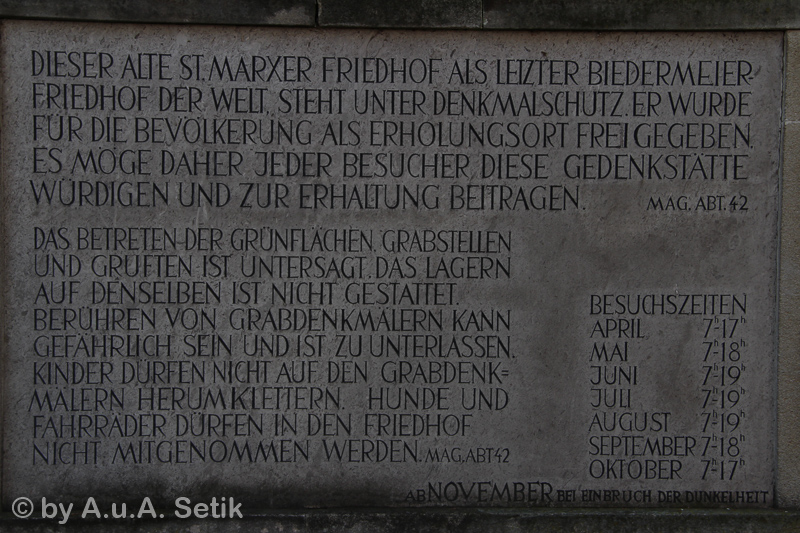 DIESER ALTE ST. MARXER FRIEDHOF ALS LETZTER BIEDERMEIER-
FRIEDHOF DER WELT, STEHT UNTER DENKMALSCHUTZ. ER WURDE
FÜR DIE BEVÖLKERUNG ALS ERHOLUNGSORT FREIGEGEBEN.
ES MÖGE DAHER JEDER BESUCHER, DIESE GEDENKSTÄTTE
WÜRDIGEN UND ZUR ERHALTUNG BEITRAGEN. MAG. ABT. 42
DAS BETRETEN DER GRÜNFLÄCHEN, GRABSTELLEN
UND GRUFTEN IST UNTERSAGT. DAS LAGERN
AUF DENSELBEN IST NICHT GESTATTET.
BERÜHREN VON GRABDENKMÄLERN KANN
GEFÄHRLICH SEIN UND IST ZU UNTERLASSEN.
KINDER DÜRFEN NICHT AUF DEN GRABDENK=
MÄLERN HERUMKLETTERN. HUNDE UND
FAHRRÄDER DÜRFEN IN DEN FRIEDHOF
NICHT MITGENOMMEN WERDEN. MAG. ABT 42
BESUCHSZEITEN
APRIL 7h-17h
MAI 7h-18h
JUNI 7h-19h
JULI 7h-19h
AUGUST 7h-19h
SEPTEMBER 7h-18h
OKTOBER 7h-17h
AB NOVEMBER BEI EINBRUCH DER DUNKELHEIT
© by A.u.A. Setik